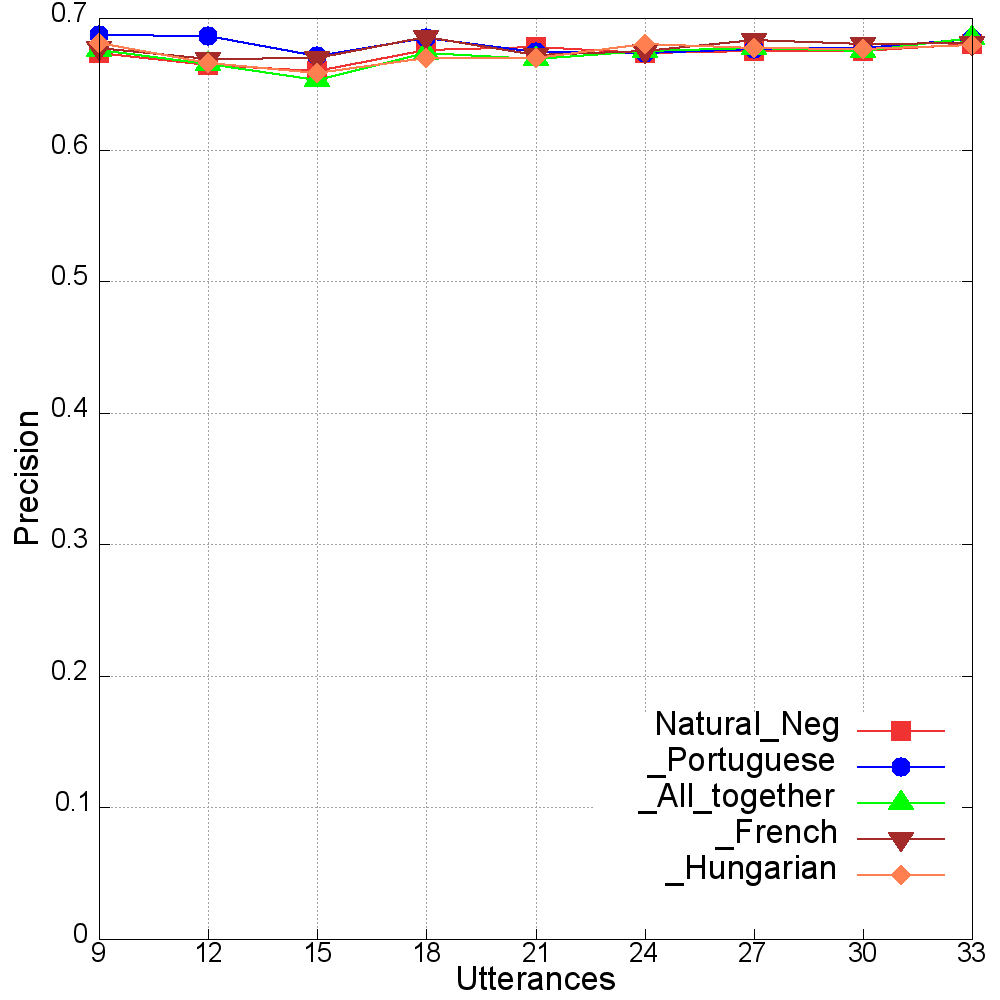 0.7
0.6
0.5
0.4
0.3
0.2
0.1
0
Precision
Natural_Neg
_Portuguese
_All_together
_French
_Hungarian
9 12 15 18 21 24 27 30 33
Utterances